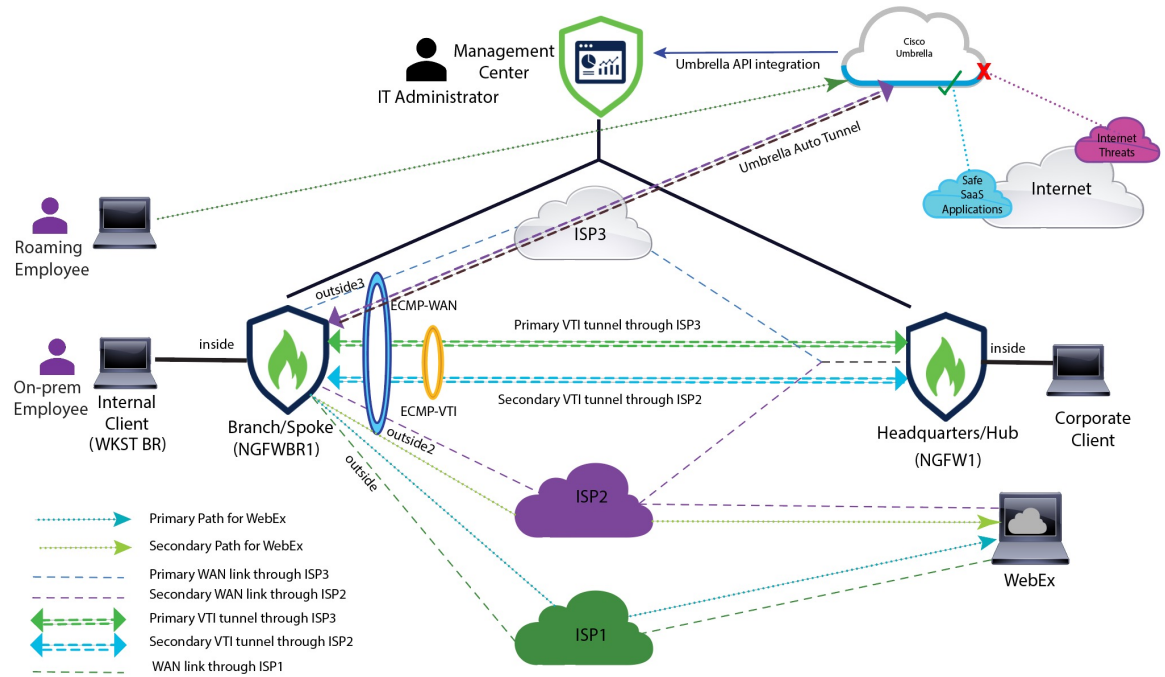 Management
Center
IT Administrator
Umbrella API integration
Cisco
Umbrella
X
Internet
Threats
Safe
SaaS
Applications
Internet
Umbrella Auto Tunnel
Roaming
Employee
ISP3
outside3
ECMP-WAN
Primary VTI tunnel through ISP3
inside
inside
On-prem
Employee
Internal
Client
(WKST BR)
Branch/Spoke
(NGFWBR1)
ECMP-VTI
Secondary VTI tunnel through ISP2
Headquarters/Hub
(NGFW1)
Corporate
Client
outside2
outside
ISP2
WebEx
ISP1
Primary Path for WebEx
Secondary Path for WebEx
Primary WAN link through ISP3
Secondary WAN link through ISP2
Primary VTI tunnel through ISP3
Secondary VTI tunnel through ISP2
WAN link through ISP1